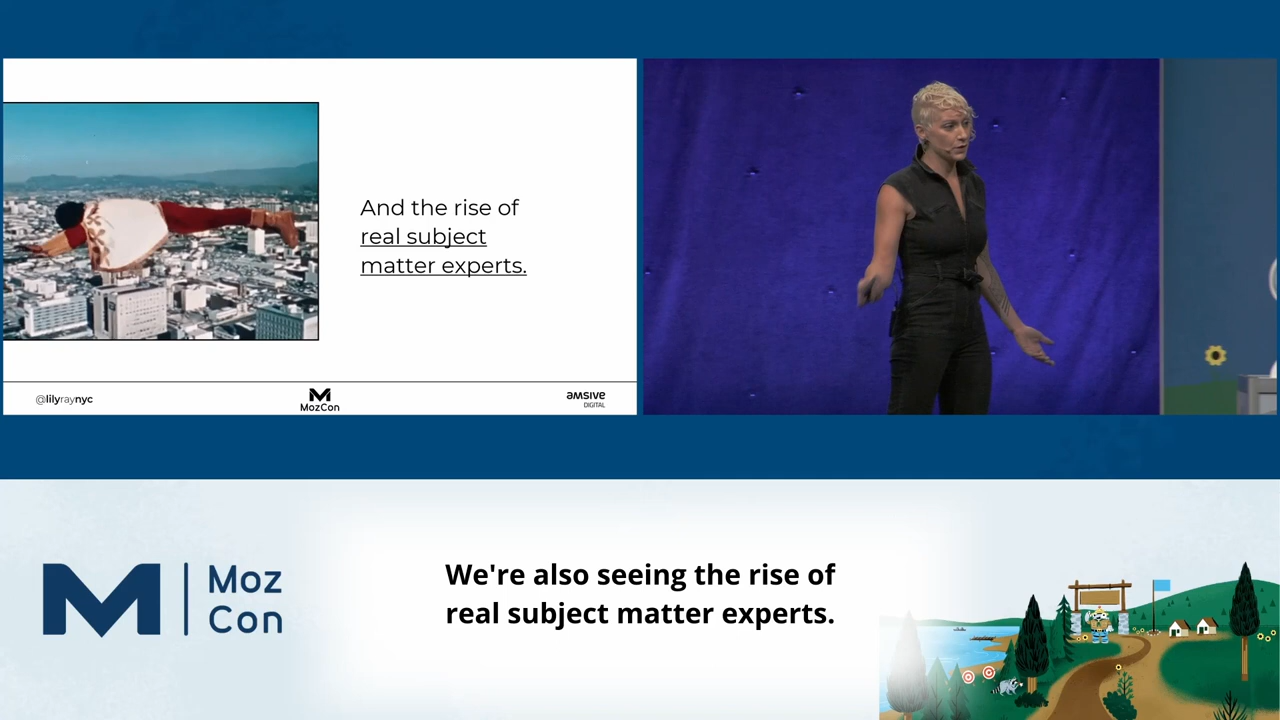 And the rise of
real subject
matter experts.
@lilyraynyc
MozCon
amsive
DIGITAL
Moz
Con
We're also seeing the rise of
real subject matter experts.